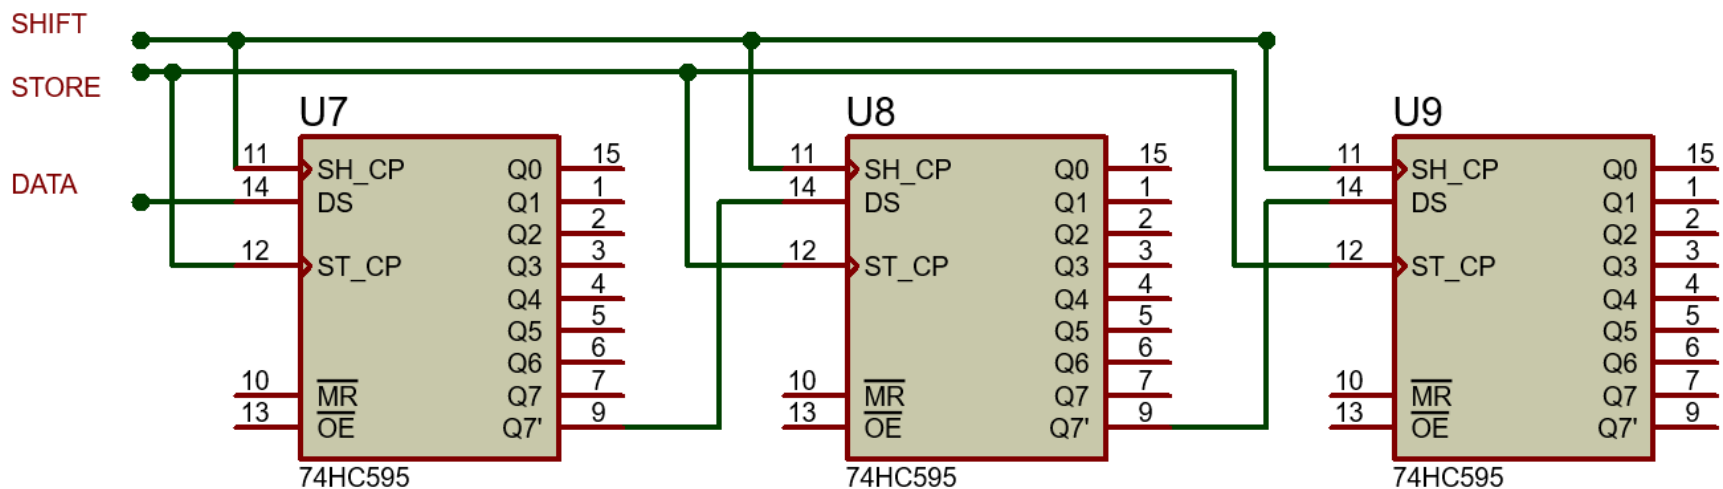 SHIFT
STORE
DATA
U7
11 SH_CP Q0 15
14 DS Q1 1
Q2 2
12 ST_CP Q3 3
Q4 4
Q5 5
Q6 6
10 MR Q7 7
13 OE Q7' 9
74HC595
U8
11 SH_CP Q0 15
14 DS Q1 1
Q2 2
12 ST_CP Q3 3
Q4 4
Q5 5
Q6 6
10 MR Q7 7
13 OE Q7' 9
74HC595
U9
11 SH_CP Q0 15
14 DS Q1 1
Q2 2
12 ST_CP Q3 3
Q4 4
Q5 5
Q6 6
10 MR Q7 7
13 OE Q7' 9
74HC595